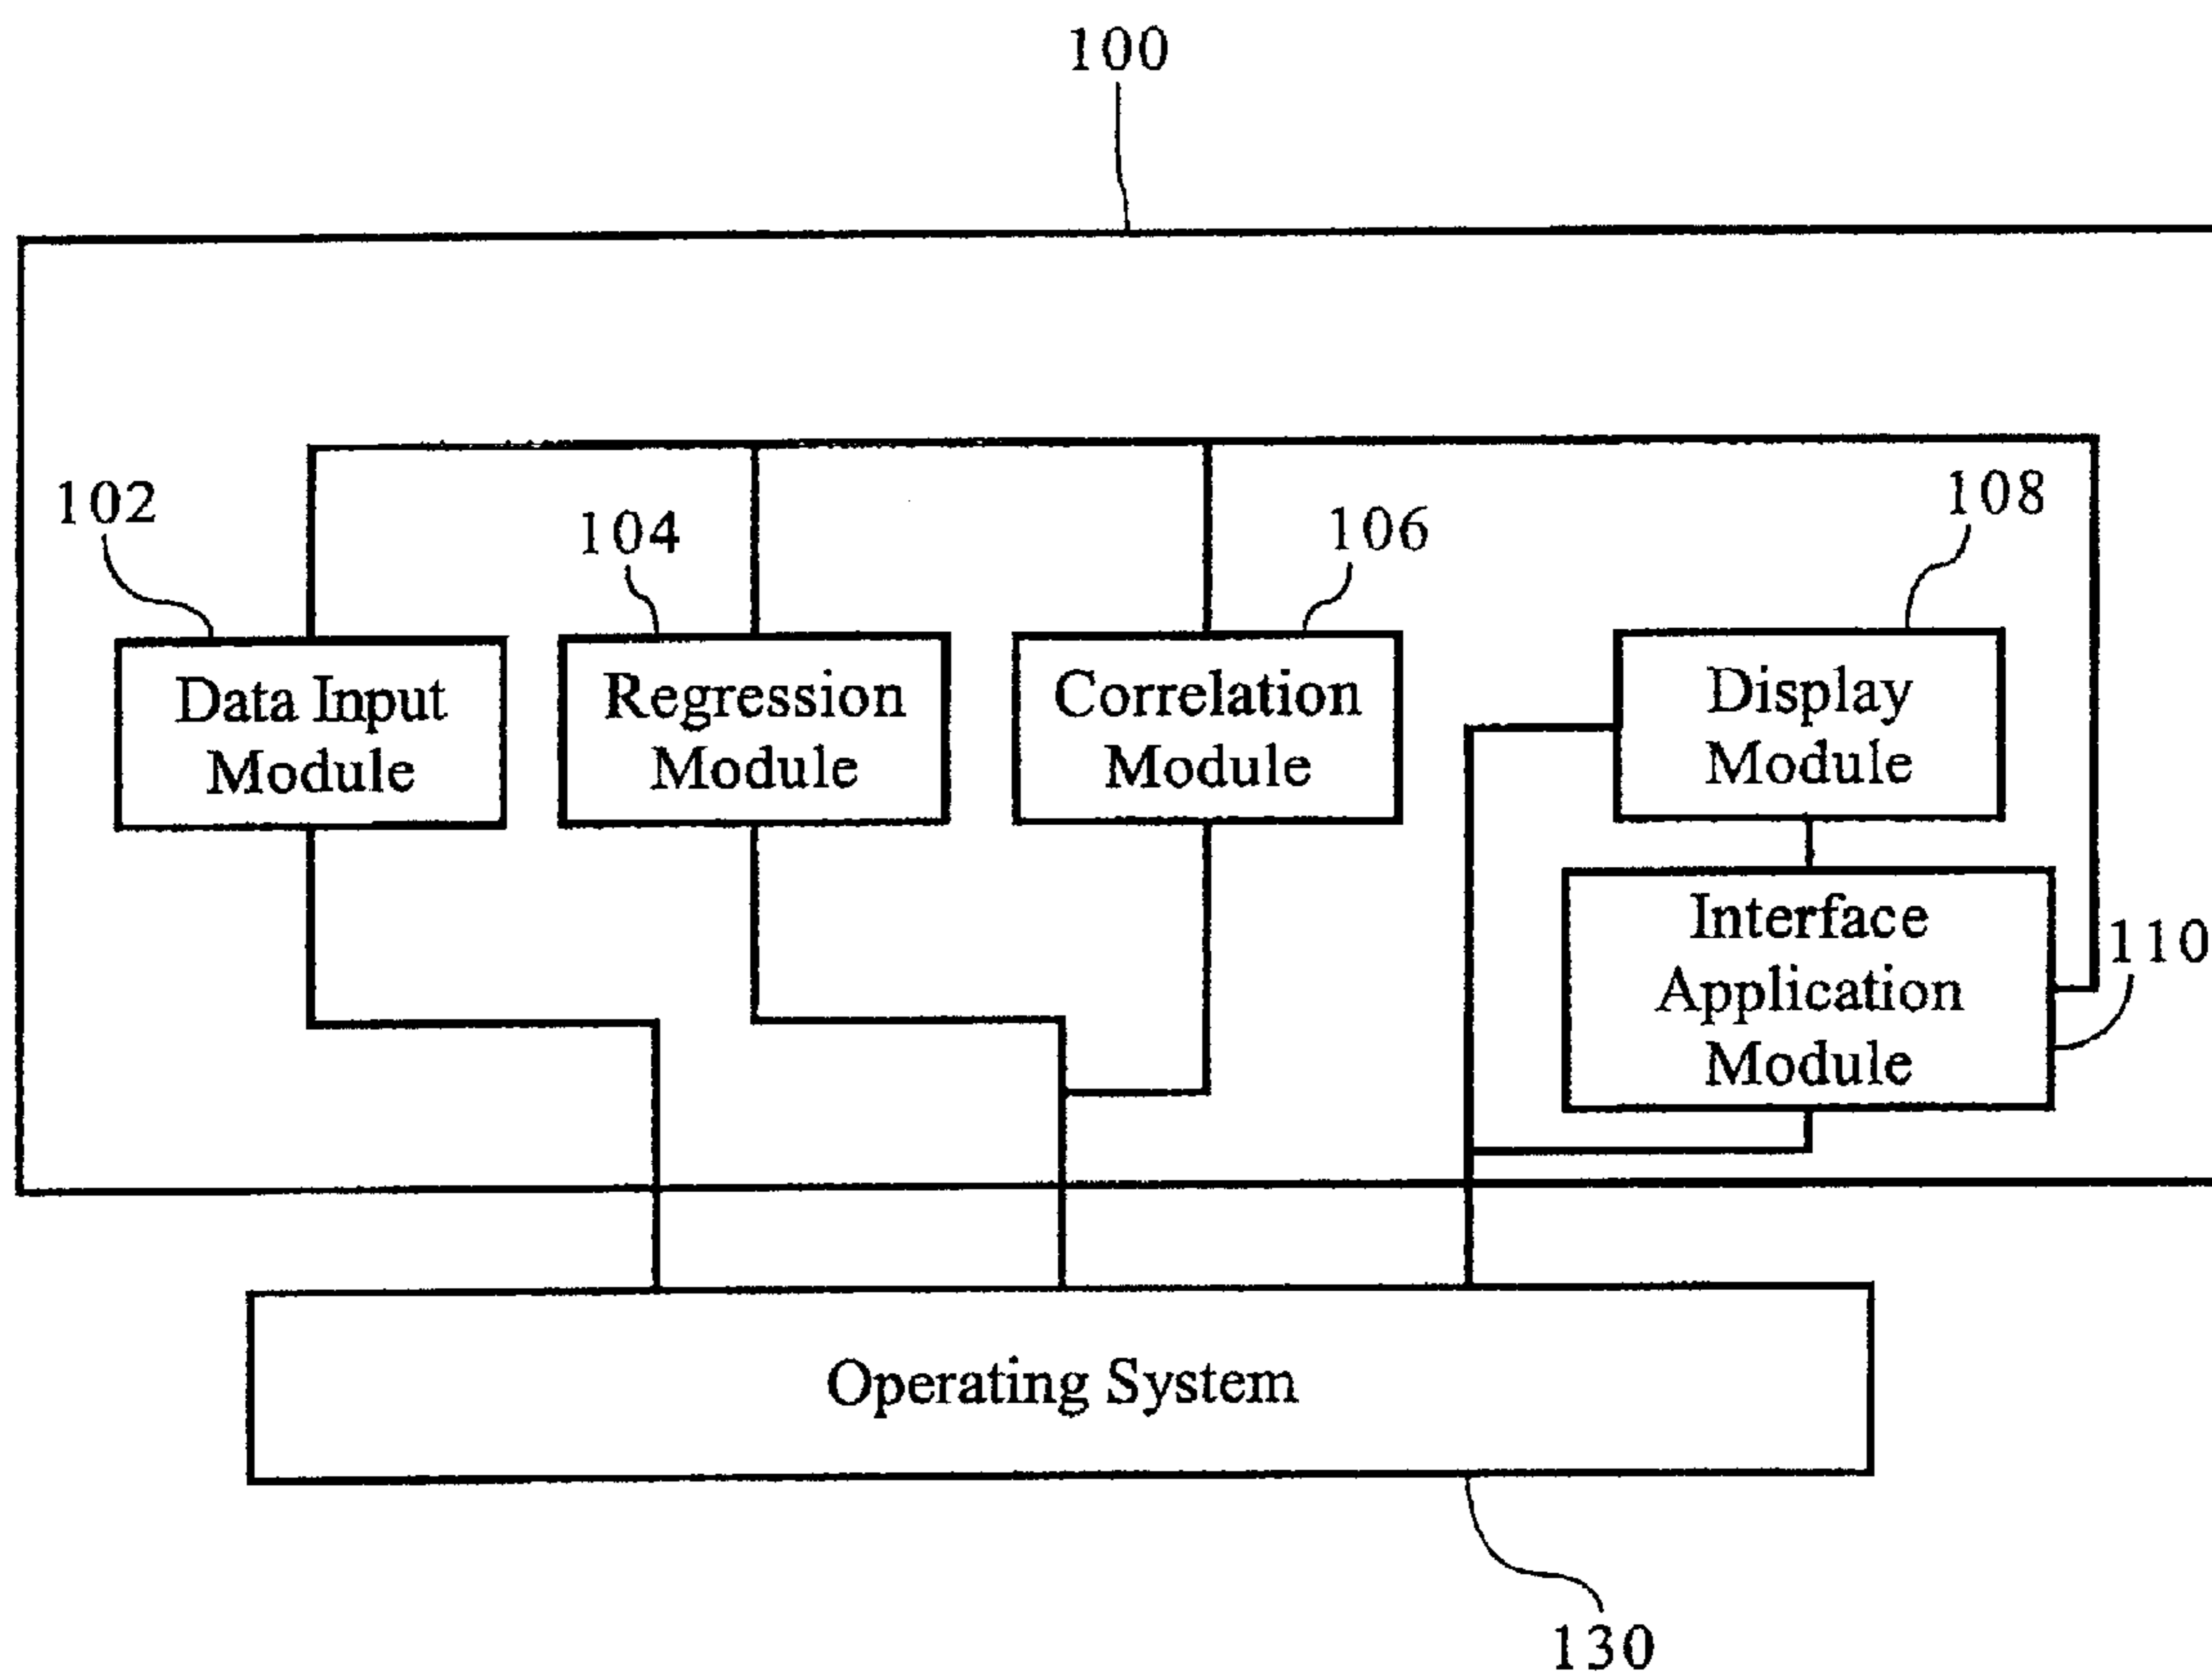 100
102
104
106
108
Data Input
Module
Regression
Module
Correlation
Module
Display
Module
Interface
Application
Module
110
Operating System
130